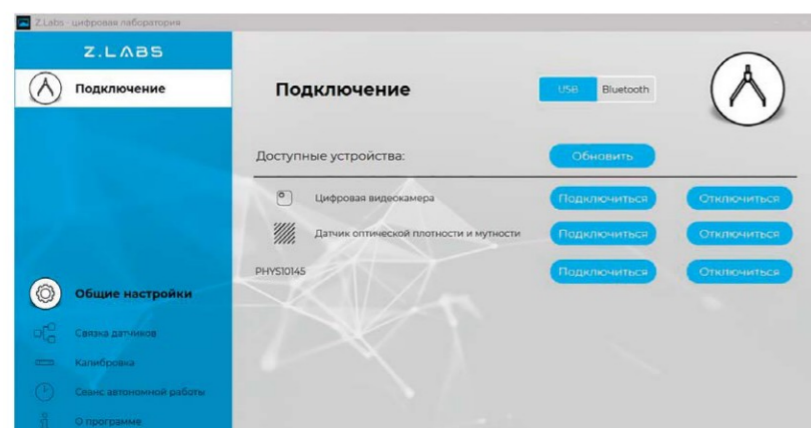 Z.Labs - цифровая лаборатория
Z.LABS
Подключение
Подключение
USB Bluetooth
Доступные устройства:
Обновить
Цифровая видеокамера
Подключиться
Отключиться
Датчик оптической плотности и мутности
Подключиться
Отключиться
PHYS10145
Подключиться
Отключиться
Общие настройки
Связка датчиков
Калибровка
Сеанс автономной работы
О программе